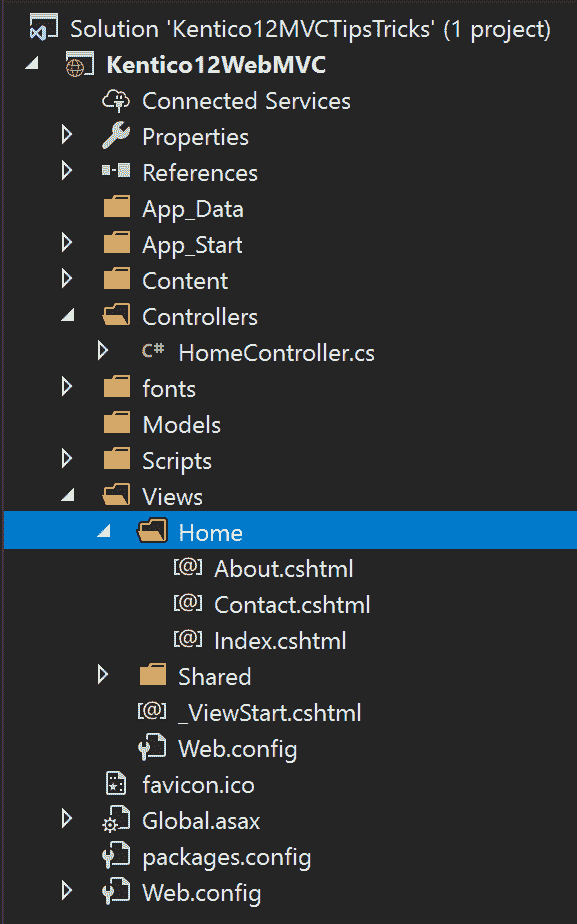 Solution 'Kentico12MVCTipsTricks' (1 project)
Kentico12WebMVC
Connected Services
Properties
References
App_Data
App_Start
Content
Controllers
C# HomeController.cs
fonts
Models
Scripts
Views
Home
[@] About.cshtml
[@] Contact.cshtml
[@] Index.cshtml
Shared
[@] _ViewStart.cshtml
Web.config
favicon.ico
Global.asax
packages.config
Web.config